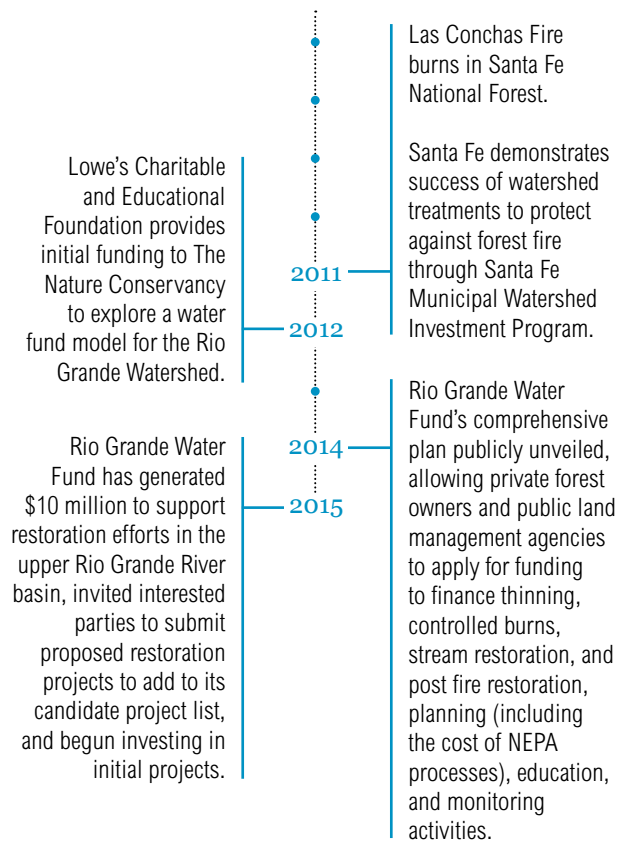 Las Conchas Fire
burns in Santa Fe
National Forest.
Santa Fe demonstrates
success of watershed
treatments to protect
against forest fire
through Santa Fe
Municipal Watershed
Investment Program.
2011
Lowe’s Charitable
and Educational
Foundation provides
initial funding to The
Nature Conservancy
to explore a water
fund model for the Rio
Grande Watershed.
2012
Rio Grande Water
Fund’s comprehensive
plan publicly unveiled,
allowing private forest
owners and public land
management agencies
to apply for funding
to finance thinning,
controlled burns,
stream restoration, and
post fire restoration,
planning (including
the cost of NEPA
processes), education,
and monitoring
activities.
2014
Rio Grande Water
Fund has generated
$10 million to support
restoration efforts in the
upper Rio Grande River
basin, invited interested
parties to submit
proposed restoration
projects to add to its
candidate project list,
and begun investing in
initial projects.
2015